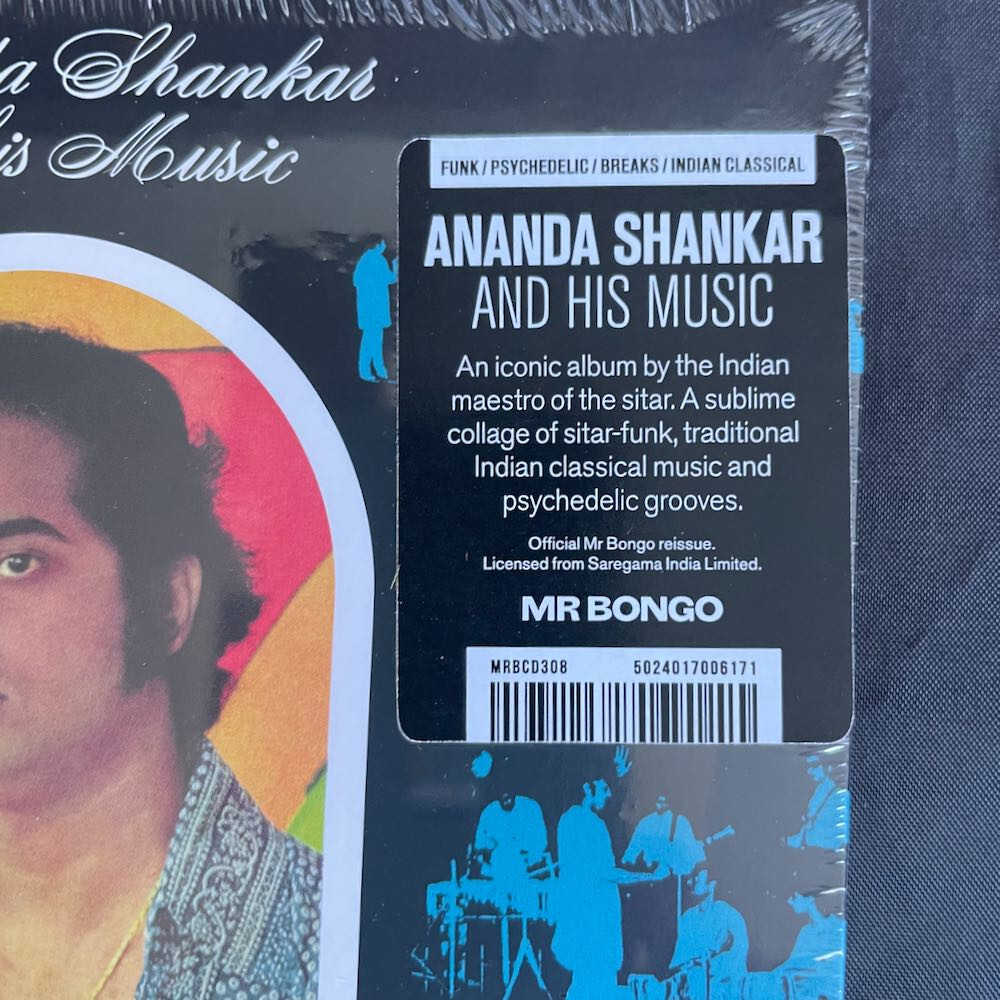 a Shankar
is Music
FUNK / PSYCHEDELIC / BREAKS / INDIAN CLASSICAL
ANANDA SHANKAR
AND HIS MUSIC
An iconic album by the Indian
maestro of the sitar. A sublime
collage of sitar-funk, traditional
Indian classical music and
psychedelic grooves.
Official Mr Bongo reissue.
Licensed from Saregama India Limited.
MR BONGO
MRBCD308 5024017006171